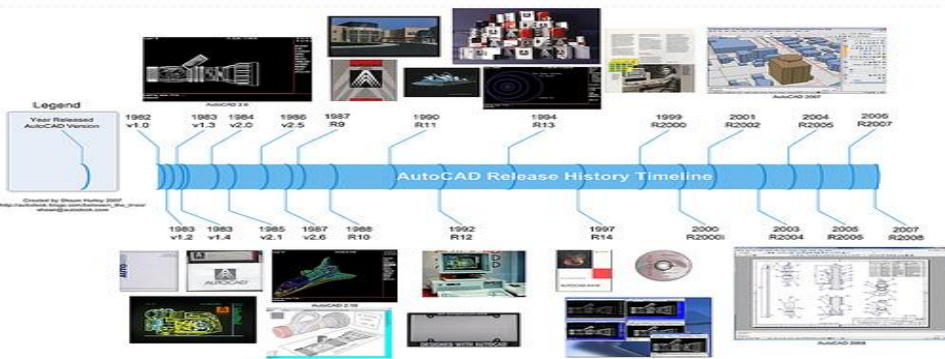 AutoCAD 2.6
AutoCAD 2007
Legend
Year Released
AutoCAD Version
1982
v1.0
1983
v1.3
1984
v2.0
1986
v2.5
1987
R9
1990
R11
1994
R13
1999
R2000
2001
R2002
2004
R2005
2006
R2007
AutoCAD Release History Timeline
Created by Shaan Hurley 2007
1983
v1.2
1983
v1.4
1985
v2.1
1987
v2.6
1988
R10
1992
R12
1997
R14
2000
R2000i
2003
R2004
2005
R2006
2007
R2008
AUTOCAD
AutoCAD 2.18
DESIGNED WITH AUTOCAD
AutoCAD 2008